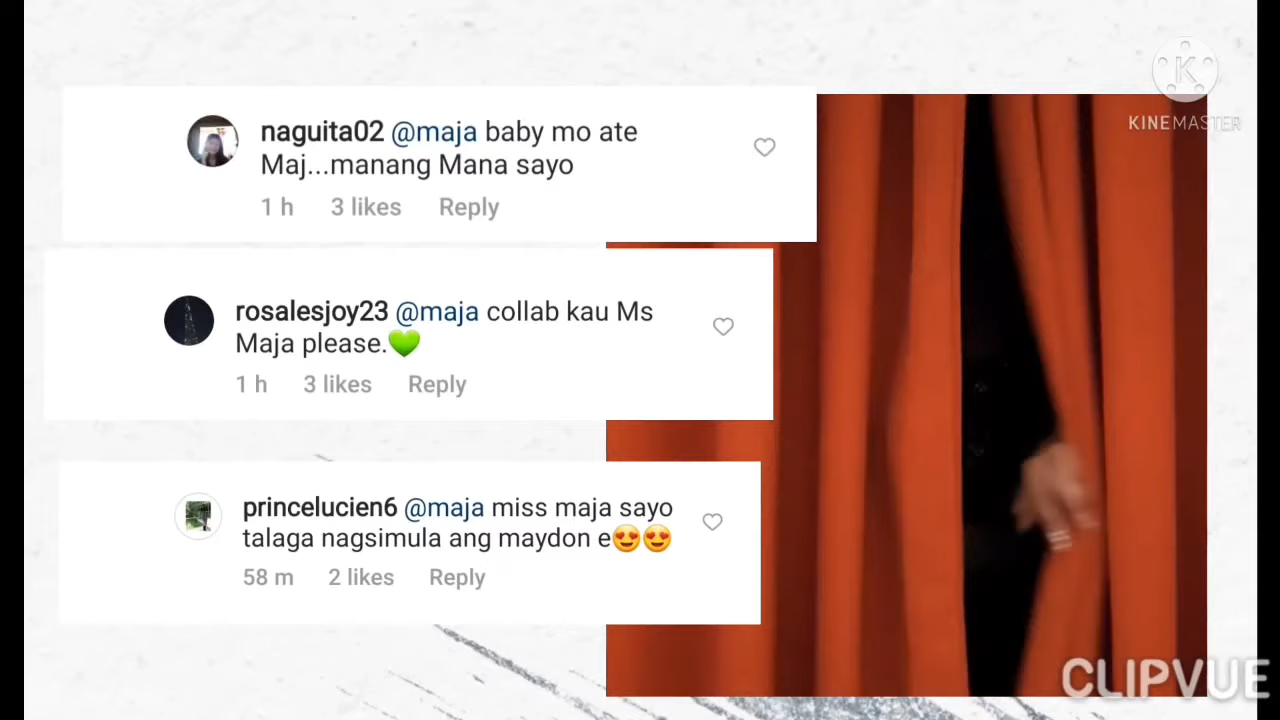 naguita02 @maja baby mo ate
Maj...manang Mana sayo
1 h 3 likes Reply
rosalesjoy23 @maja collab kau Ms
Maja please.💚
1 h 3 likes Reply
princelucien6 @maja miss maja sayo
talaga nagsimula ang maydon e😍😍
58 m 2 likes Reply
K
KINEMASTER
CLIPVUE